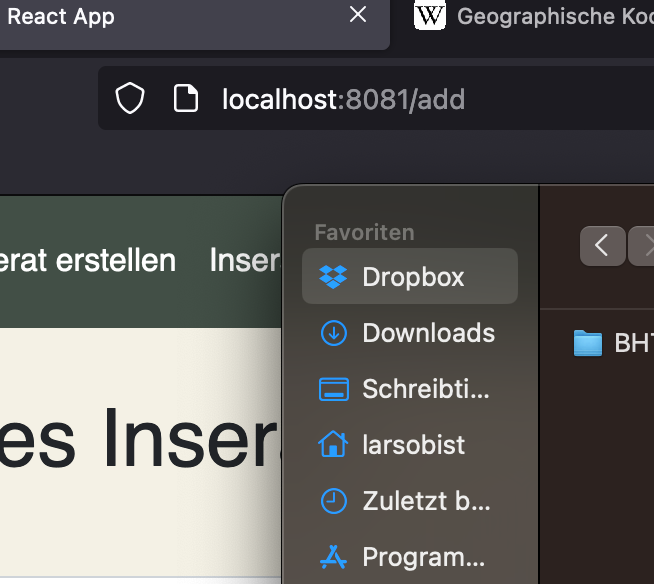 React App
W Geographische Koo
localhost:8081/add
erat erstellen Inser
es Inser
Favoriten
Dropbox
Downloads
Schreibti...
larsobist
Zuletzt b...
Program...
BHT